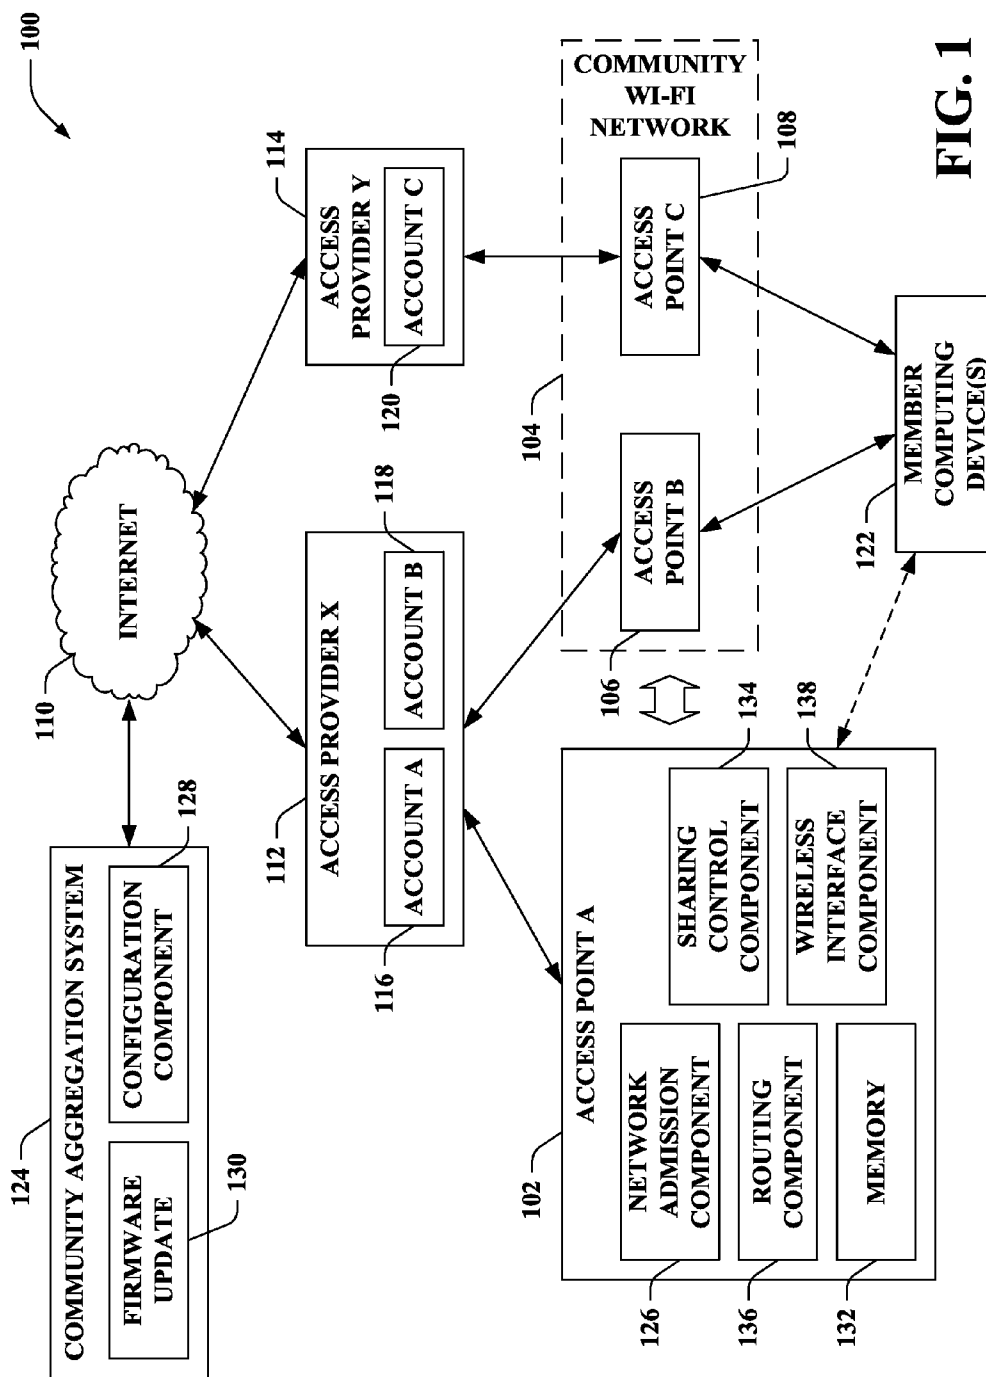 100
COMMUNITY AGGREGATION SYSTEM
124
FIRMWARE
UPDATE
130
CONFIGURATION
COMPONENT
128
INTERNET
110
ACCESS PROVIDER X
112
ACCOUNT A
116
ACCOUNT B
118
ACCESS
PROVIDER Y
114
ACCOUNT C
120
COMMUNITY
WI-FI
NETWORK
104
ACCESS
POINT B
106
ACCESS
POINT C
108
ACCESS POINT A
102
NETWORK
ADMISSION
COMPONENT
126
SHARING
CONTROL
COMPONENT
134
ROUTING
COMPONENT
136
WIRELESS
INTERFACE
COMPONENT
138
MEMORY
132
MEMBER
COMPUTING
DEVICE(S)
122
FIG. 1